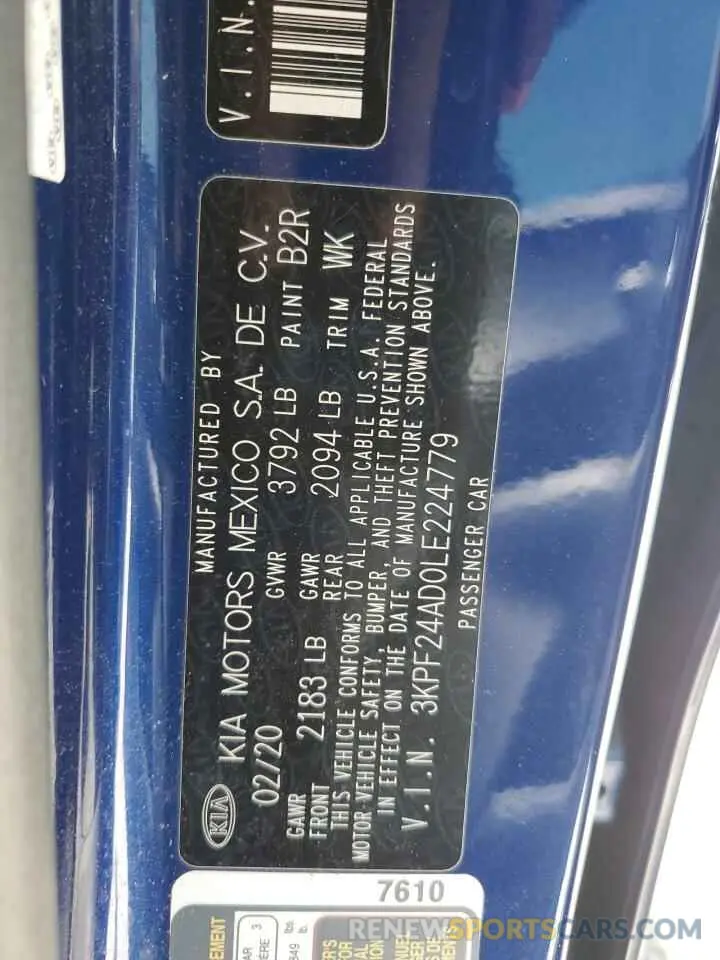 V.I.N.
MANUFACTURED BY
KIA KIA MOTORS MEXICO S.A. DE C.V.
02/20 GVWR 3792 LB PAINT B2R
GAWR FRONT 2183 LB GAWR REAR 2094 LB TRIM WK
THIS VEHICLE CONFORMS TO ALL APPLICABLE U.S.A. FEDERAL
MOTOR VEHICLE SAFETY, BUMPER, AND THEFT PREVENTION STANDARDS
IN EFFECT ON THE DATE OF MANUFACTURE SHOWN ABOVE.
V.I.N. 3KPF24AD0LE224779
PASSENGER CAR
7610
RENEWSPORTSCARS.COM